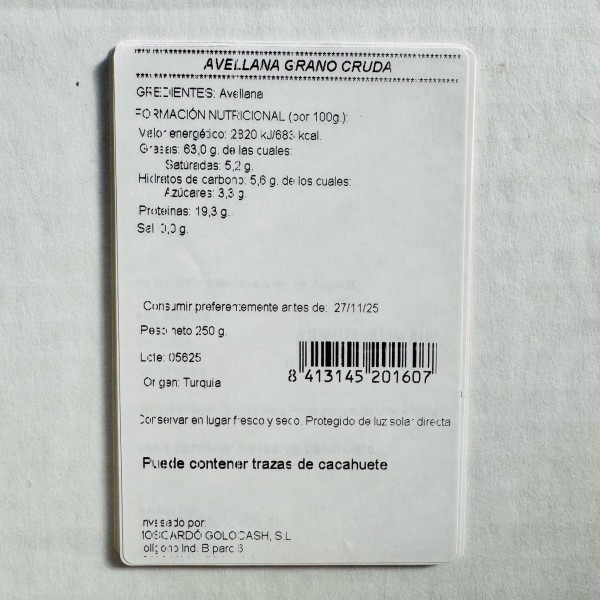 AVELLANA GRANO CRUDA
GREDIENTES: Avellana
FORMACIÓN NUTRICIONAL (por 100g.):
Valor energético: 2820 kJ/683 kcal.
Grasas: 63,0 g. de las cuales:
Saturadas: 5,2 g.
Hidratos de carbono: 5,6 g. de los cuales:
Azúcares: 3,3 g.
Proteinas: 19,3 g.
Sal 0,0 g.
Consumir preferentemente antes de: 27/11/25
Peso neto 250 g.
Lote: 05625
8 413145 201607
Origen: Turquia
Conservar en lugar fresco y seco. Protegido de luz solar directa
Puede contener trazas de cacahuete
nvasado por:
MOSCARDÓ GOLOCASH, S.L
olígono Ind. B parc 6